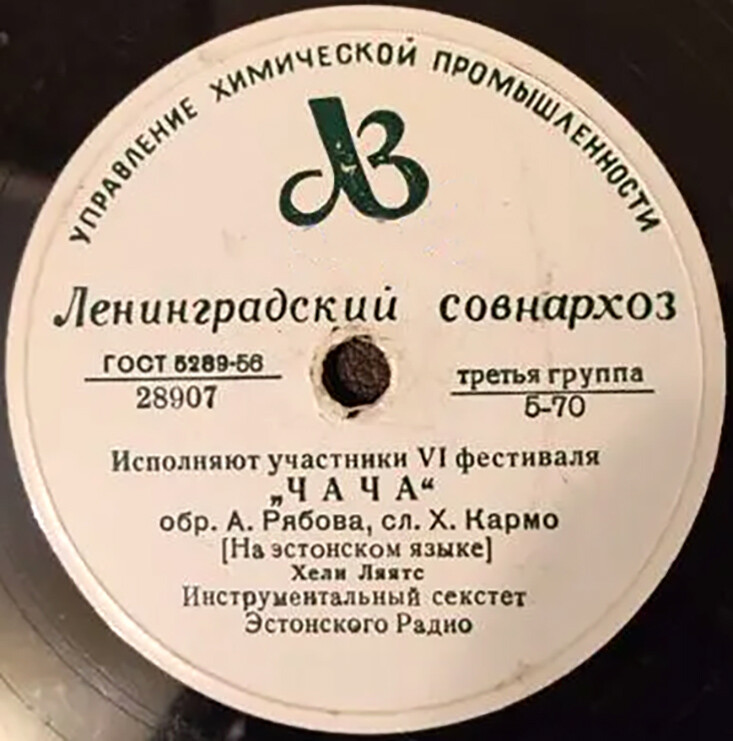 УПРАВЛЕНИЕ ХИМИЧЕСКОЙ ПРОМЫШЛЕННОСТИ
ЛЗ
Ленинградский совнархоз
ГОСТ 5289-56
28907
третья группа
5-70
Исполняют участники VI фестиваля
„ЧАЧА“
обр. А. Рябова, сл. Х. Кармо
[На эстонском языке]
Хели Ляятс
Инструментальный секстет
Эстонского Радио